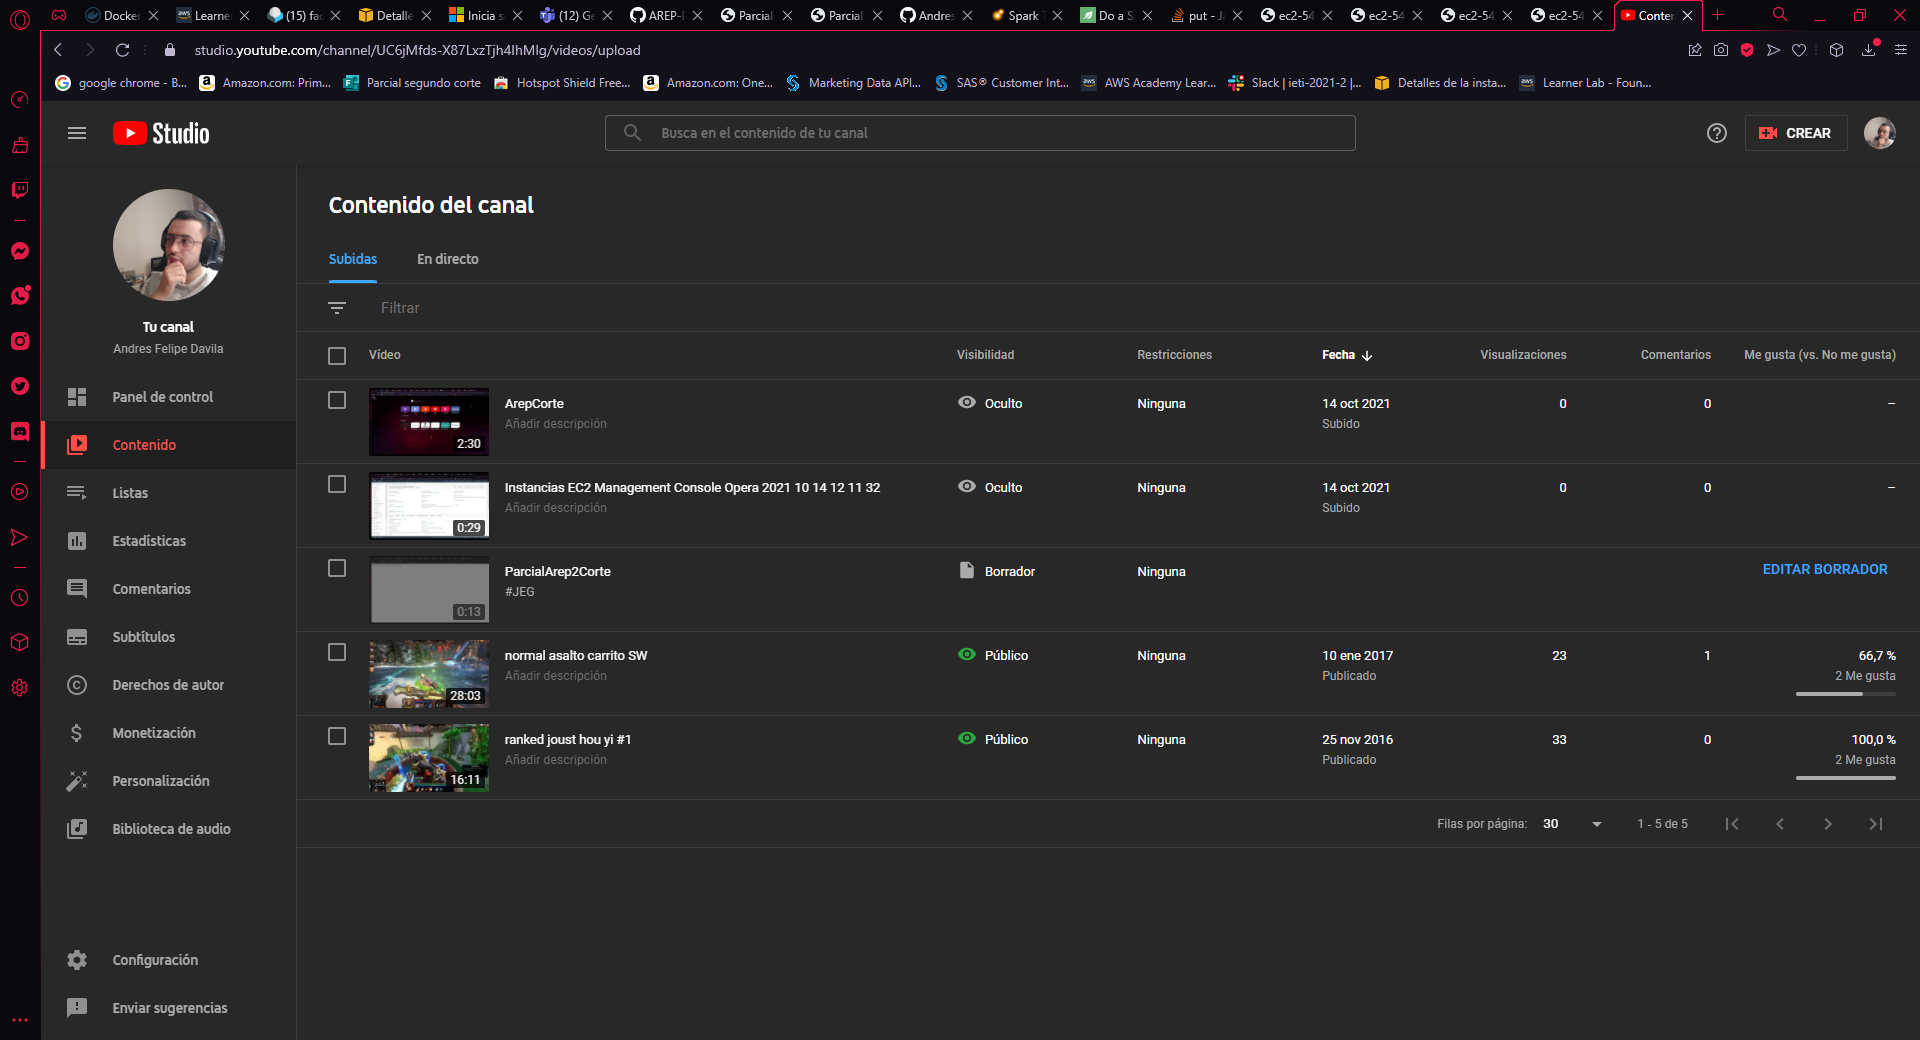 Docker
Learner
(15) fac
Detalle
Inicia s
(12) Ge
AREP-
Parcial
Parcial
Andres
Spark
Do a S
put - J
ec2-54
ec2-54
ec2-54
ec2-54
Conter
studio.youtube.com/channel/UC6jMfds-X87LxzTjh4IhMIg/videos/upload
google chrome - B...
Amazon.com: Prim...
Parcial segundo corte
Hotspot Shield Free...
Amazon.com: One...
Marketing Data API...
SAS® Customer Int...
AWS Academy Lear...
Slack | ieti-2021-2 |...
Detalles de la insta...
Learner Lab - Foun...
Studio
Busca en el contenido de tu canal
CREAR
Tu canal
Andres Felipe Davila
Panel de control
Contenido
Listas
Estadísticas
Comentarios
Subtítulos
Derechos de autor
Monetización
Personalización
Biblioteca de audio
Configuración
Enviar sugerencias
Contenido del canal
Subidas En directo
Filtrar
Vídeo Visibilidad Restricciones Fecha Visualizaciones Comentarios Me gusta (vs. No me gusta)
2:30 ArepCorte Oculto Ninguna 14 oct 2021 0 0 –
Añadir descripción Subido
0:29 Instancias EC2 Management Console Opera 2021 10 14 12 11 32 Oculto Ninguna 14 oct 2021 0 0 –
Añadir descripción Subido
0:13 ParcialArep2Corte Borrador Ninguna EDITAR BORRADOR
#JEG
28:03 normal asalto carrito SW Público Ninguna 10 ene 2017 23 1 66,7 %
Añadir descripción Publicado 2 Me gusta
16:11 ranked joust hou yi #1 Público Ninguna 25 nov 2016 33 0 100,0 %
Añadir descripción Publicado 2 Me gusta
Filas por página: 30 1 - 5 de 5